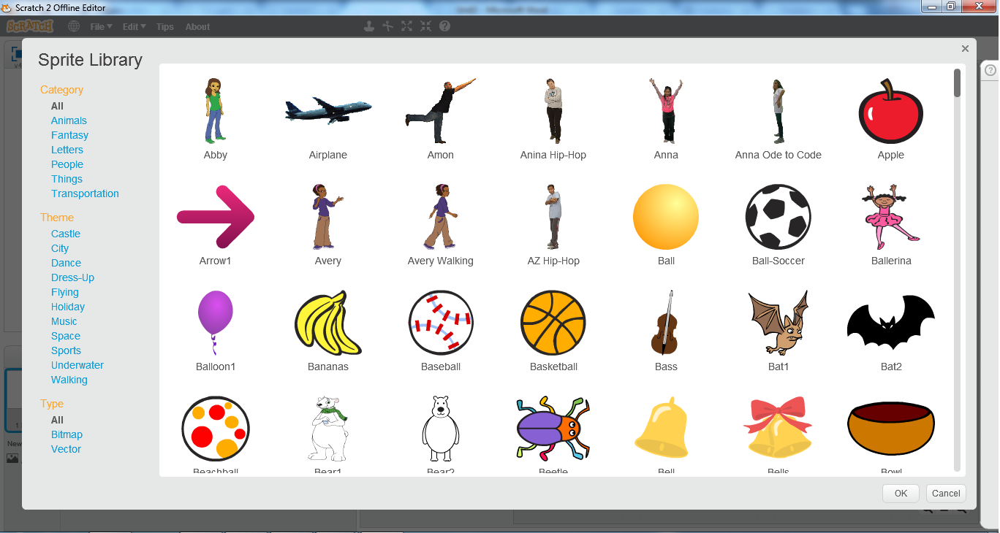 Scratch 2 Offline Editor
SCRATCH File Edit Tips About
Sprite Library
Category
All
Animals
Fantasy
Letters
People
Things
Transportation
Theme
Castle
City
Dance
Dress-Up
Flying
Holiday
Music
Space
Sports
Underwater
Walking
Type
All
Bitmap
Vector
Abby Airplane Amon Anina Hip-Hop Anna Anna Ode to Code Apple
Arrow1 Avery Avery Walking AZ Hip-Hop Ball Ball-Soccer Ballerina
Balloon1 Bananas Baseball Basketball Bass Bat1 Bat2
Beachball Bear1 Bear2 Beetle Bell Bells Bowl
OK Cancel
New